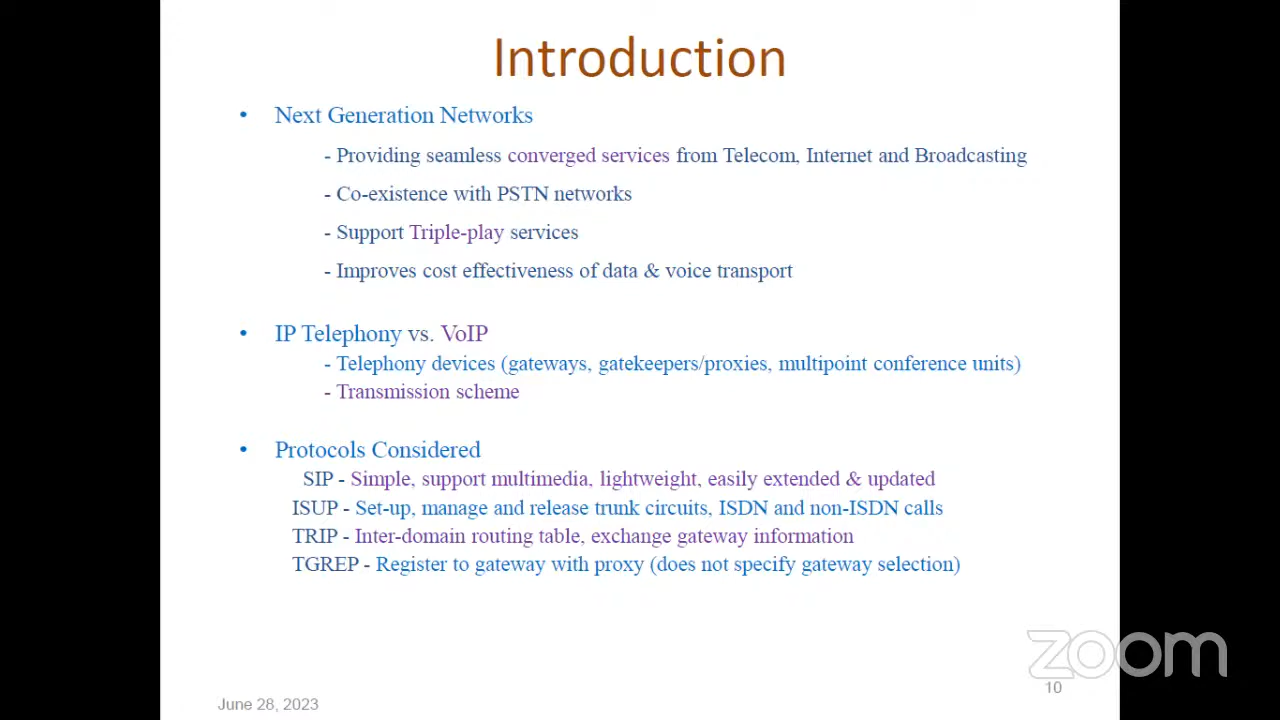 Introduction
• Next Generation Networks
- Providing seamless converged services from Telecom, Internet and Broadcasting
- Co-existence with PSTN networks
- Support Triple-play services
- Improves cost effectiveness of data & voice transport
• IP Telephony vs. VoIP
- Telephony devices (gateways, gatekeepers/proxies, multipoint conference units)
- Transmission scheme
• Protocols Considered
SIP - Simple, support multimedia, lightweight, easily extended & updated
ISUP - Set-up, manage and release trunk circuits, ISDN and non-ISDN calls
TRIP - Inter-domain routing table, exchange gateway information
TGREP - Register to gateway with proxy (does not specify gateway selection)
zoom
10
June 28, 2023